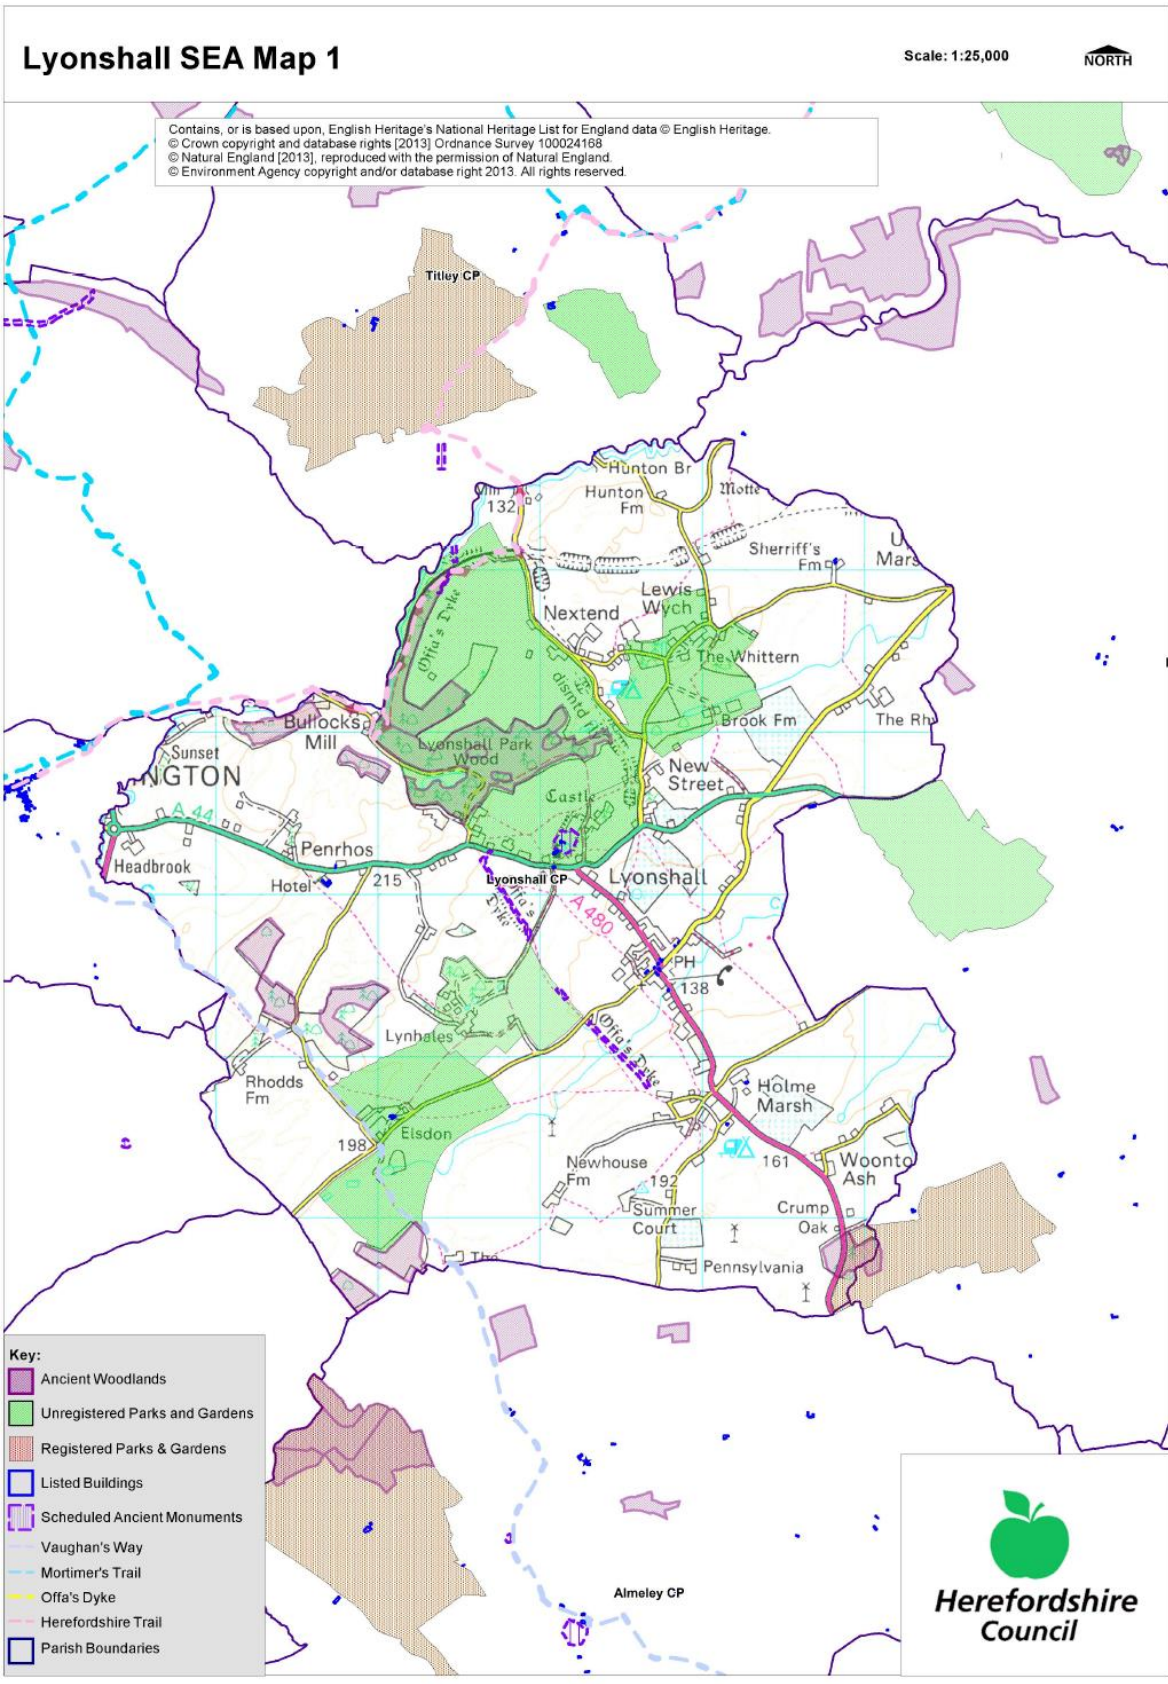 Lyonshall SEA Map 1
Scale: 1:25,000
NORTH
Contains, or is based upon, English Heritage's National Heritage List for England data © English Heritage.
© Crown copyright and database rights [2013] Ordnance Survey 100024168
© Natural England [2013], reproduced with the permission of Natural England.
© Environment Agency copyright and/or database right 2013. All rights reserved.
Titley CP
Hunton Br
Hunton
Fm
Motte
Mill
132
Sherriff's
Fm
U
Mars
Lewis
Wych
Nextend
Offa's Dyke
The Whittern
dismtd
Brook Fm
The Rh
Bullocks
Mill
Sunset
NGTON
Lyonshall Park
Wood
New
Street
Castle
A 44
Headbrook
Penrhos
Hotel
215
Lyonshall CP
Lyonshall
Offa's
Dyke
A 480
C
C
PH
138
Lynhales
Offa's Dyke
Rhodds
Fm
Holme
Marsh
Elsdon
198
161
Woonto
Ash
Newhouse
Fm
192
Summer
Court
Crump
Oak
The
Pennsylvania
Key:
Ancient Woodlands
Unregistered Parks and Gardens
Registered Parks & Gardens
Listed Buildings
Scheduled Ancient Monuments
Vaughan's Way
Mortimer's Trail
Offa's Dyke
Herefordshire Trail
Parish Boundaries
Almeley CP
Herefordshire
Council